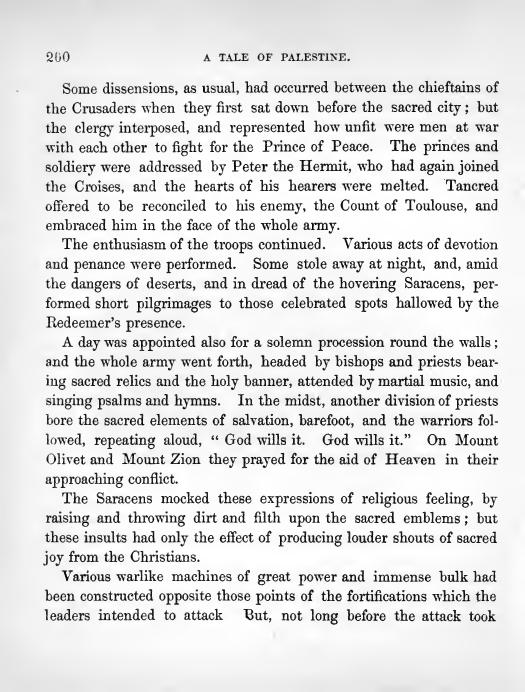 260 A TALE OF PALESTINE.
Some dissensions, as usual, had occurred between the chieftains of
the Crusaders when they first sat down before the sacred city; but
the clergy interposed, and represented how unfit were men at war
with each other to fight for the Prince of Peace. The princes and
soldiery were addressed by Peter the Hermit, who had again joined
the Croises, and the hearts of his hearers were melted. Tancred
offered to be reconciled to his enemy, the Count of Toulouse, and
embraced him in the face of the whole army.
The enthusiasm of the troops continued. Various acts of devotion
and penance were performed. Some stole away at night, and, amid
the dangers of deserts, and in dread of the hovering Saracens, per-
formed short pilgrimages to those celebrated spots hallowed by the
Redeemer's presence.
A day was appointed also for a solemn procession round the walls;
and the whole army went forth, headed by bishops and priests bear-
ing sacred relics and the holy banner, attended by martial music, and
singing psalms and hymns. In the midst, another division of priests
bore the sacred elements of salvation, barefoot, and the warriors fol-
lowed, repeating aloud, " God wills it. God wills it." On Mount
Olivet and Mount Zion they prayed for the aid of Heaven in their
approaching conflict.
The Saracens mocked these expressions of religious feeling, by
raising and throwing dirt and filth upon the sacred emblems; but
these insults had only the effect of producing louder shouts of sacred
joy from the Christians.
Various warlike machines of great power and immense bulk had
been constructed opposite those points of the fortifications which the
leaders intended to attack But, not long before the attack took